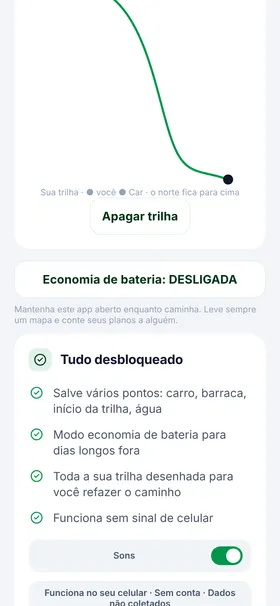 Sua trilha · ● você ● Car · o norte fica para cima
Apagar trilha
Economia de bateria: DESLIGADA
Mantenha este app aberto enquanto caminha. Leve sempre
um mapa e conte seus planos a alguém.
Tudo desbloqueado
Salve vários pontos: carro, barraca,
início da trilha, água
Modo economia de bateria para
dias longos fora
Toda a sua trilha desenhada para
você refazer o caminho
Funciona sem sinal de celular
Sons
Funciona no seu celular · Sem conta · Dados
não coletados